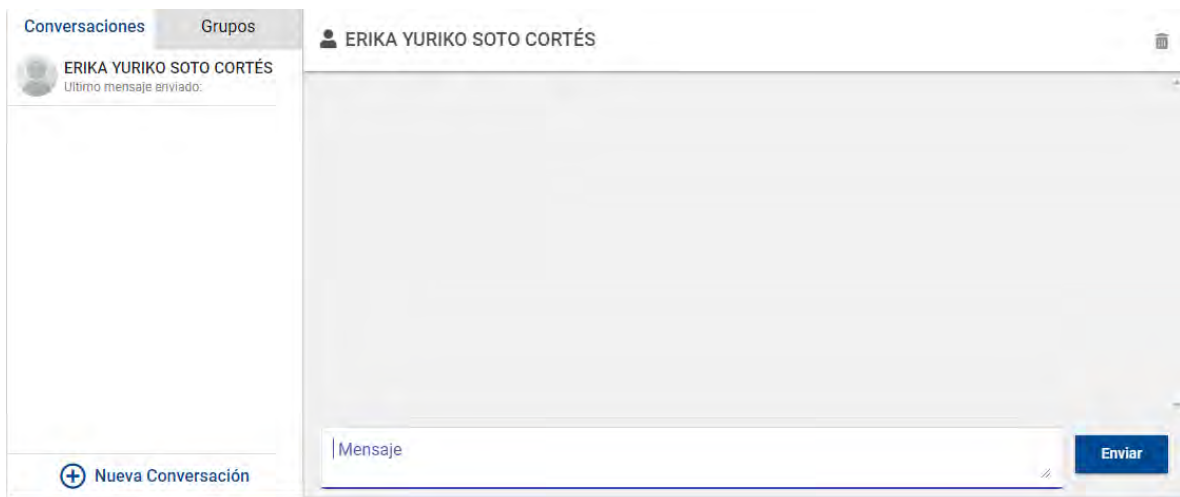 Conversaciones
Grupos
ERIKA YURIKO SOTO CORTÉS
Ultimo mensaje enviado:
Nueva Conversación
ERIKA YURIKO SOTO CORTÉS
Mensaje
Enviar